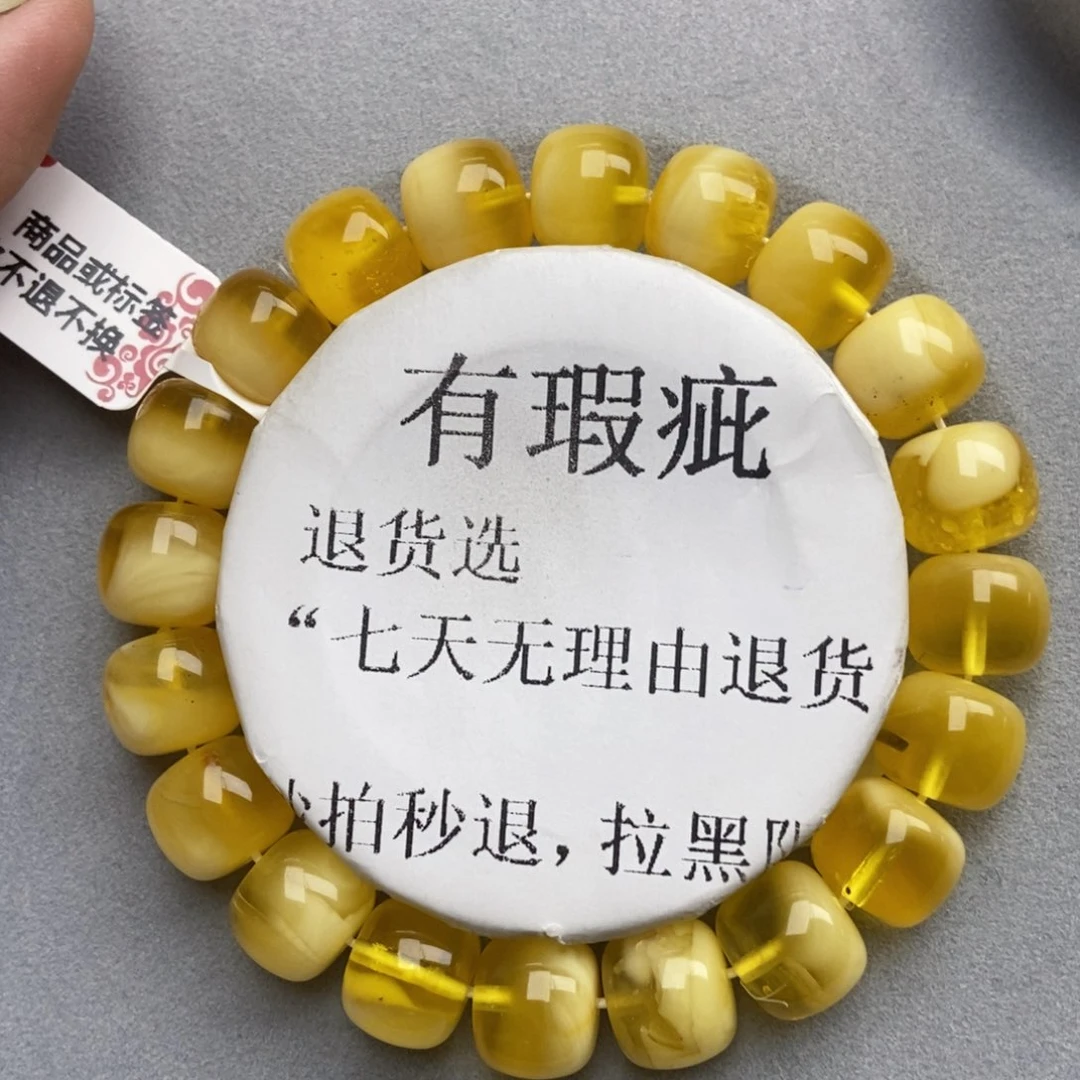 商品或标签
不退不换
有瑕疵
退货选
“七天无理由退货
拍秒退，拉黑